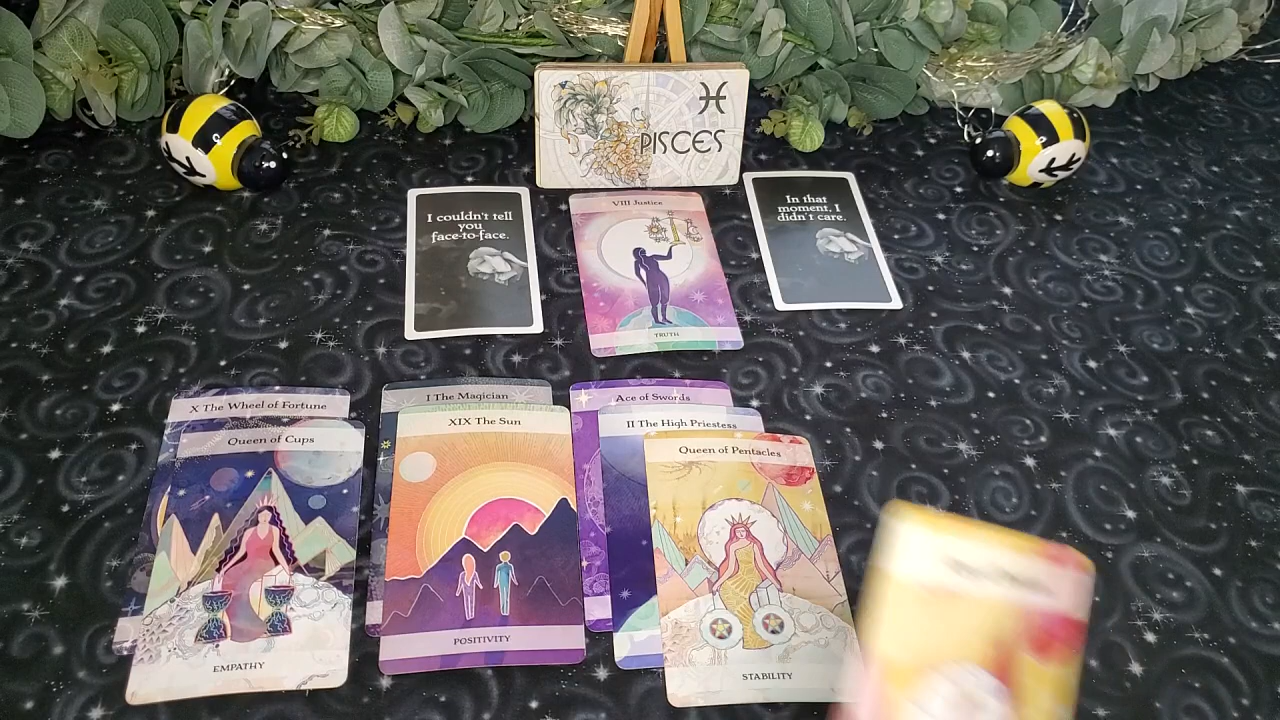 ♓
PISCES
I couldn't tell
you
face-to-face.
VIII Justice
TRUTH
In that
moment, I
didn't care.
X The Wheel of Fortune
Queen of Cups
EMPATHY
I The Magician
XIX The Sun
POSITIVITY
Ace of Swords
II The High Priestess
Queen of Pentacles
STABILITY